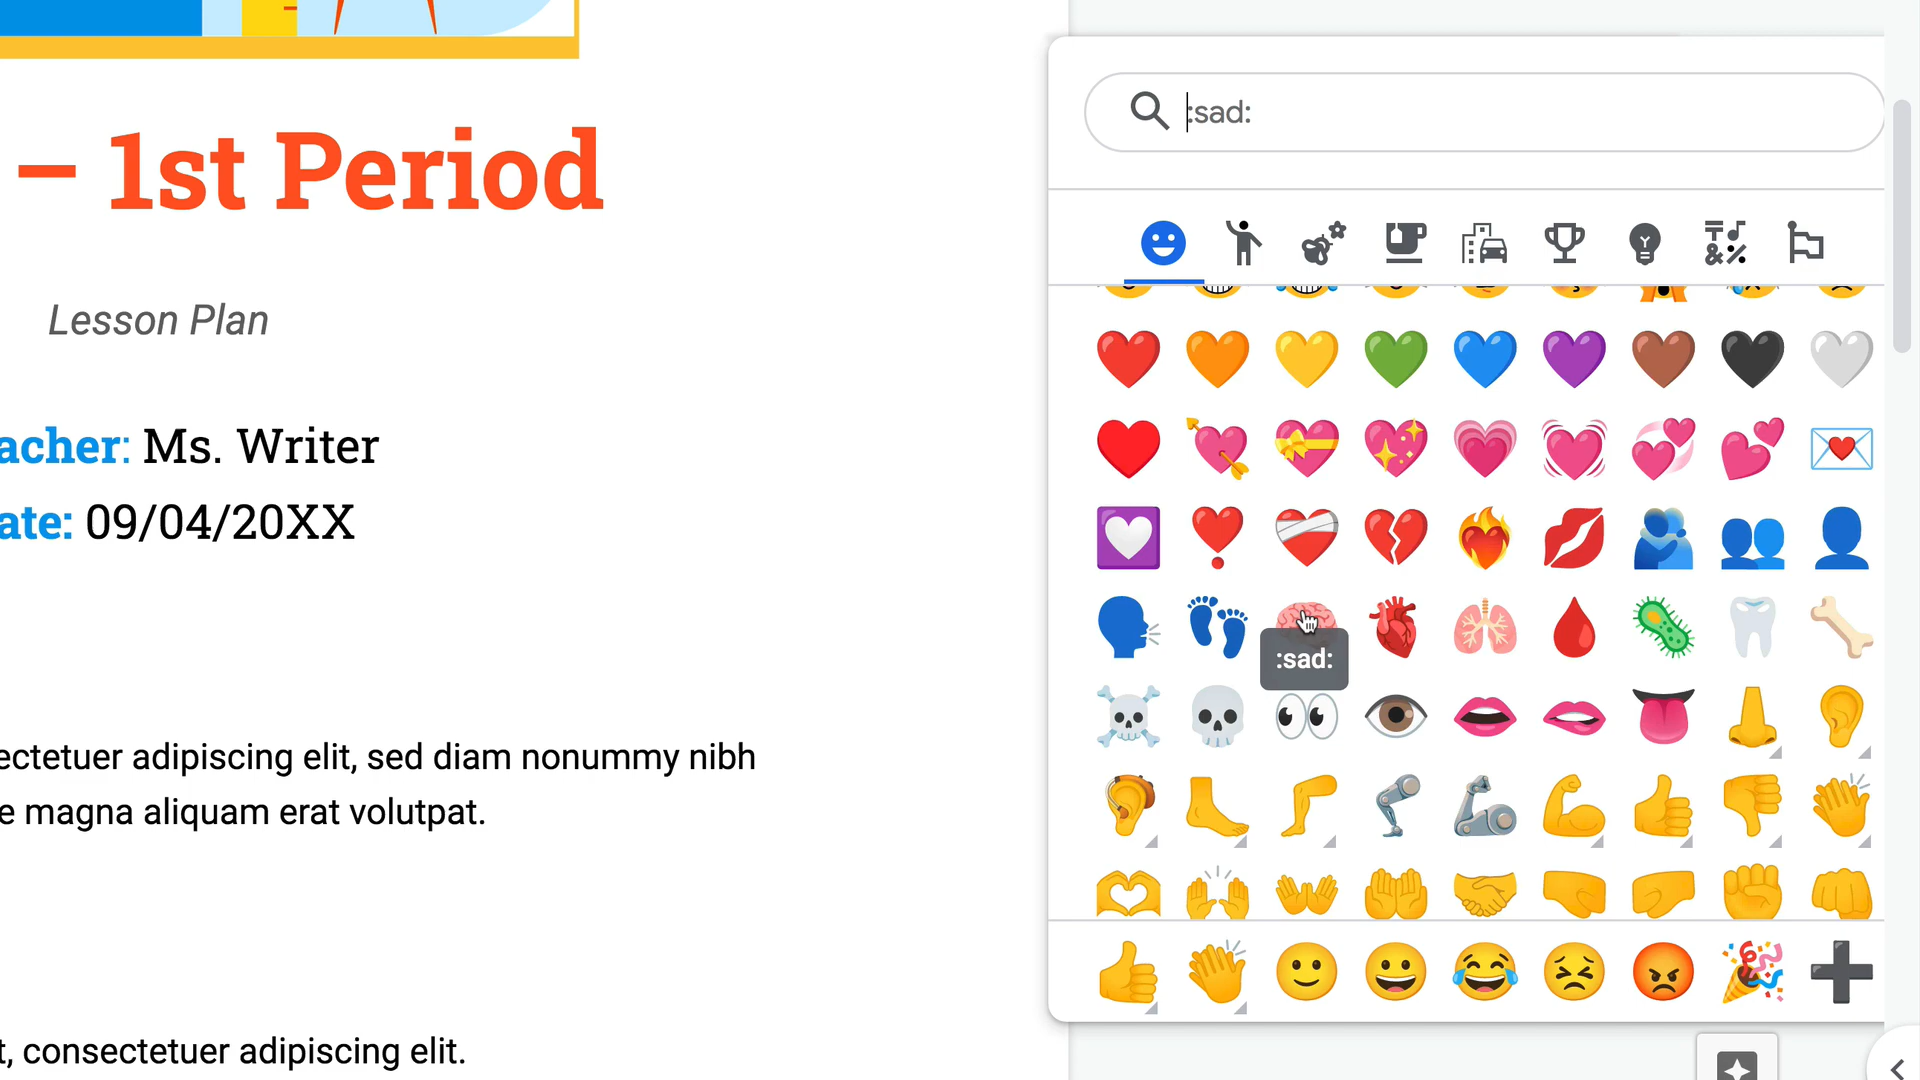 – 1st Period
Lesson Plan
acher: Ms. Writer
ate: 09/04/20XX
ectetuer adipiscing elit, sed diam nonummy nibh
e magna aliquam erat volutpat.
t, consectetuer adipiscing elit.
:sad:
:sad: